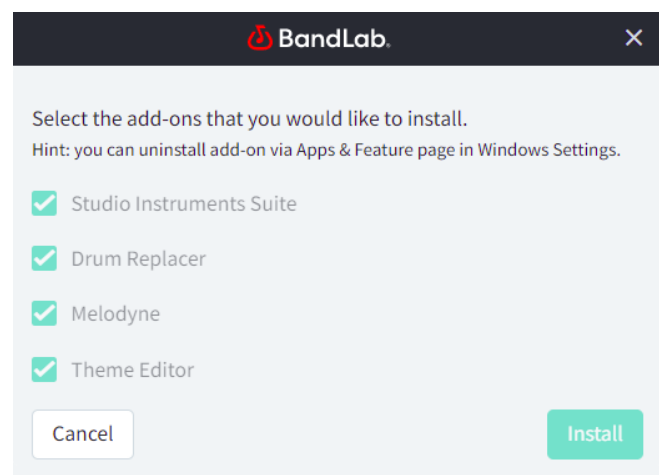 BandLab.
Select the add-ons that you would like to install.
Hint: you can uninstall add-on via Apps & Feature page in Windows Settings.
Studio Instruments Suite
Drum Replacer
Melodyne
Theme Editor
Cancel
Install